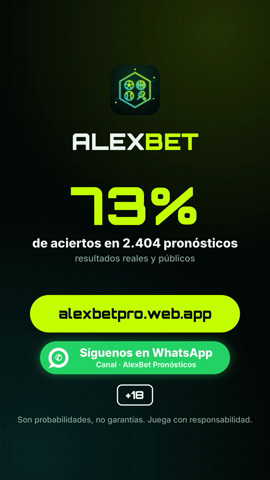 ALEXBET
73%
de aciertos en 2.404 pronósticos
resultados reales y públicos
alexbetpro.web.app
Síguenos en WhatsApp
Canal · AlexBet Pronósticos
+18
Son probabilidades, no garantías. Juega con responsabilidad.